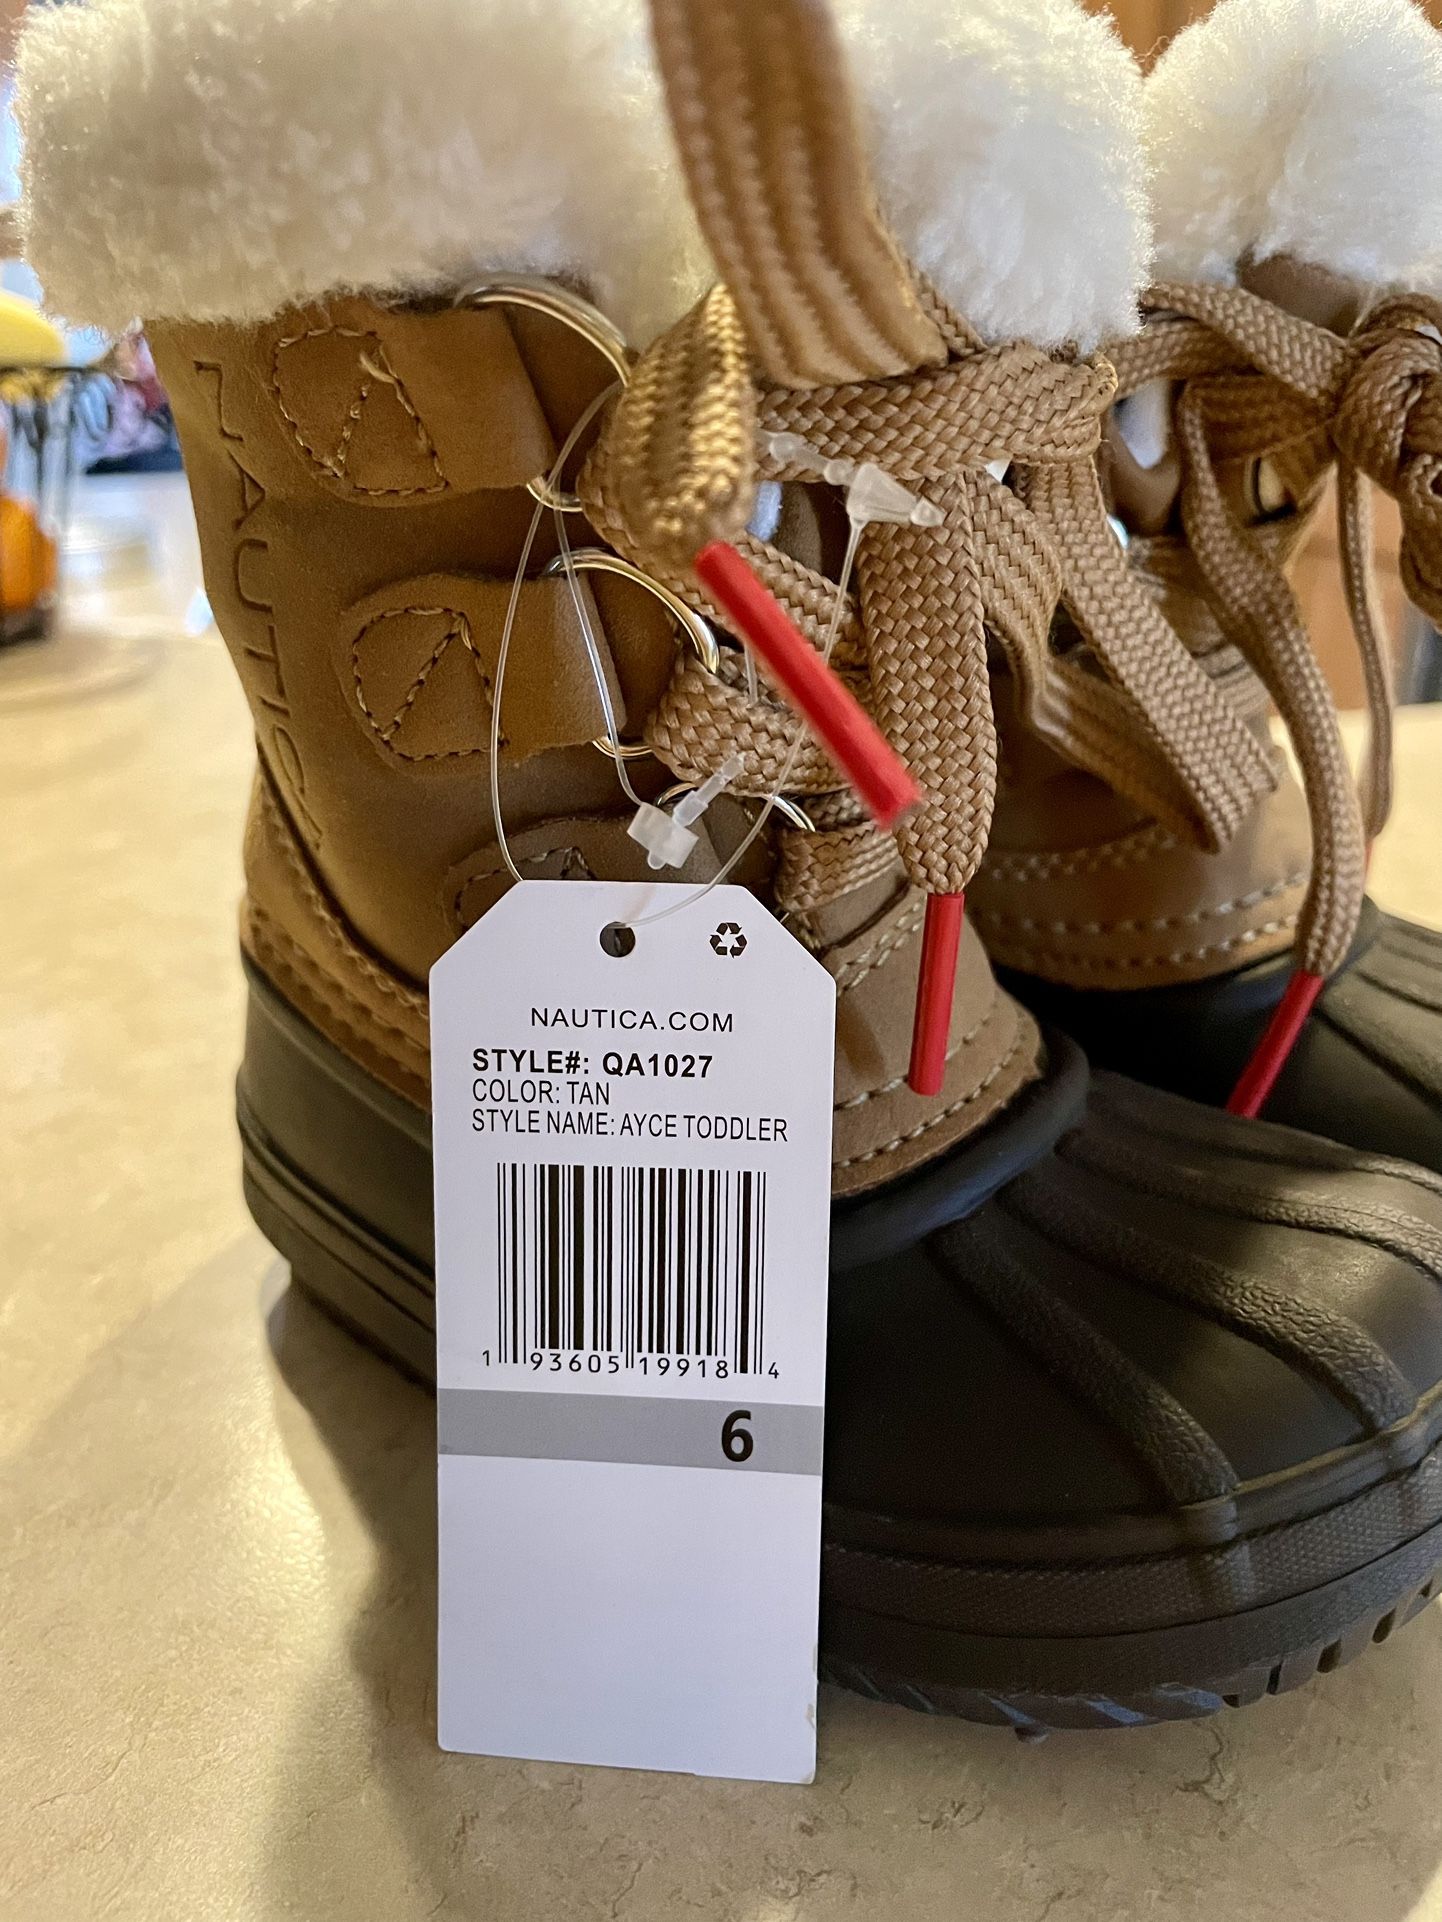 NAUTICA
NAUTICA.COM
STYLE#: QA1027
COLOR: TAN
STYLE NAME: AYCE TODDLER
1 93605 19918 4
6